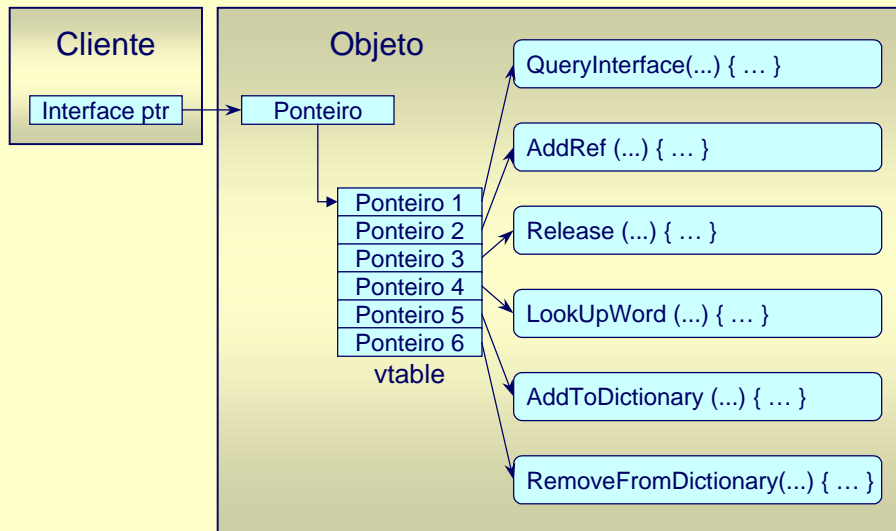 Cliente
Interface ptr
Objeto
Ponteiro
Ponteiro 1
Ponteiro 2
Ponteiro 3
Ponteiro 4
Ponteiro 5
Ponteiro 6
vtable
QueryInterface(...) { … }
AddRef (...) { … }
Release (...) { … }
LookUpWord (...) { … }
AddToDictionary (...) { … }
RemoveFromDictionary(...) { … }